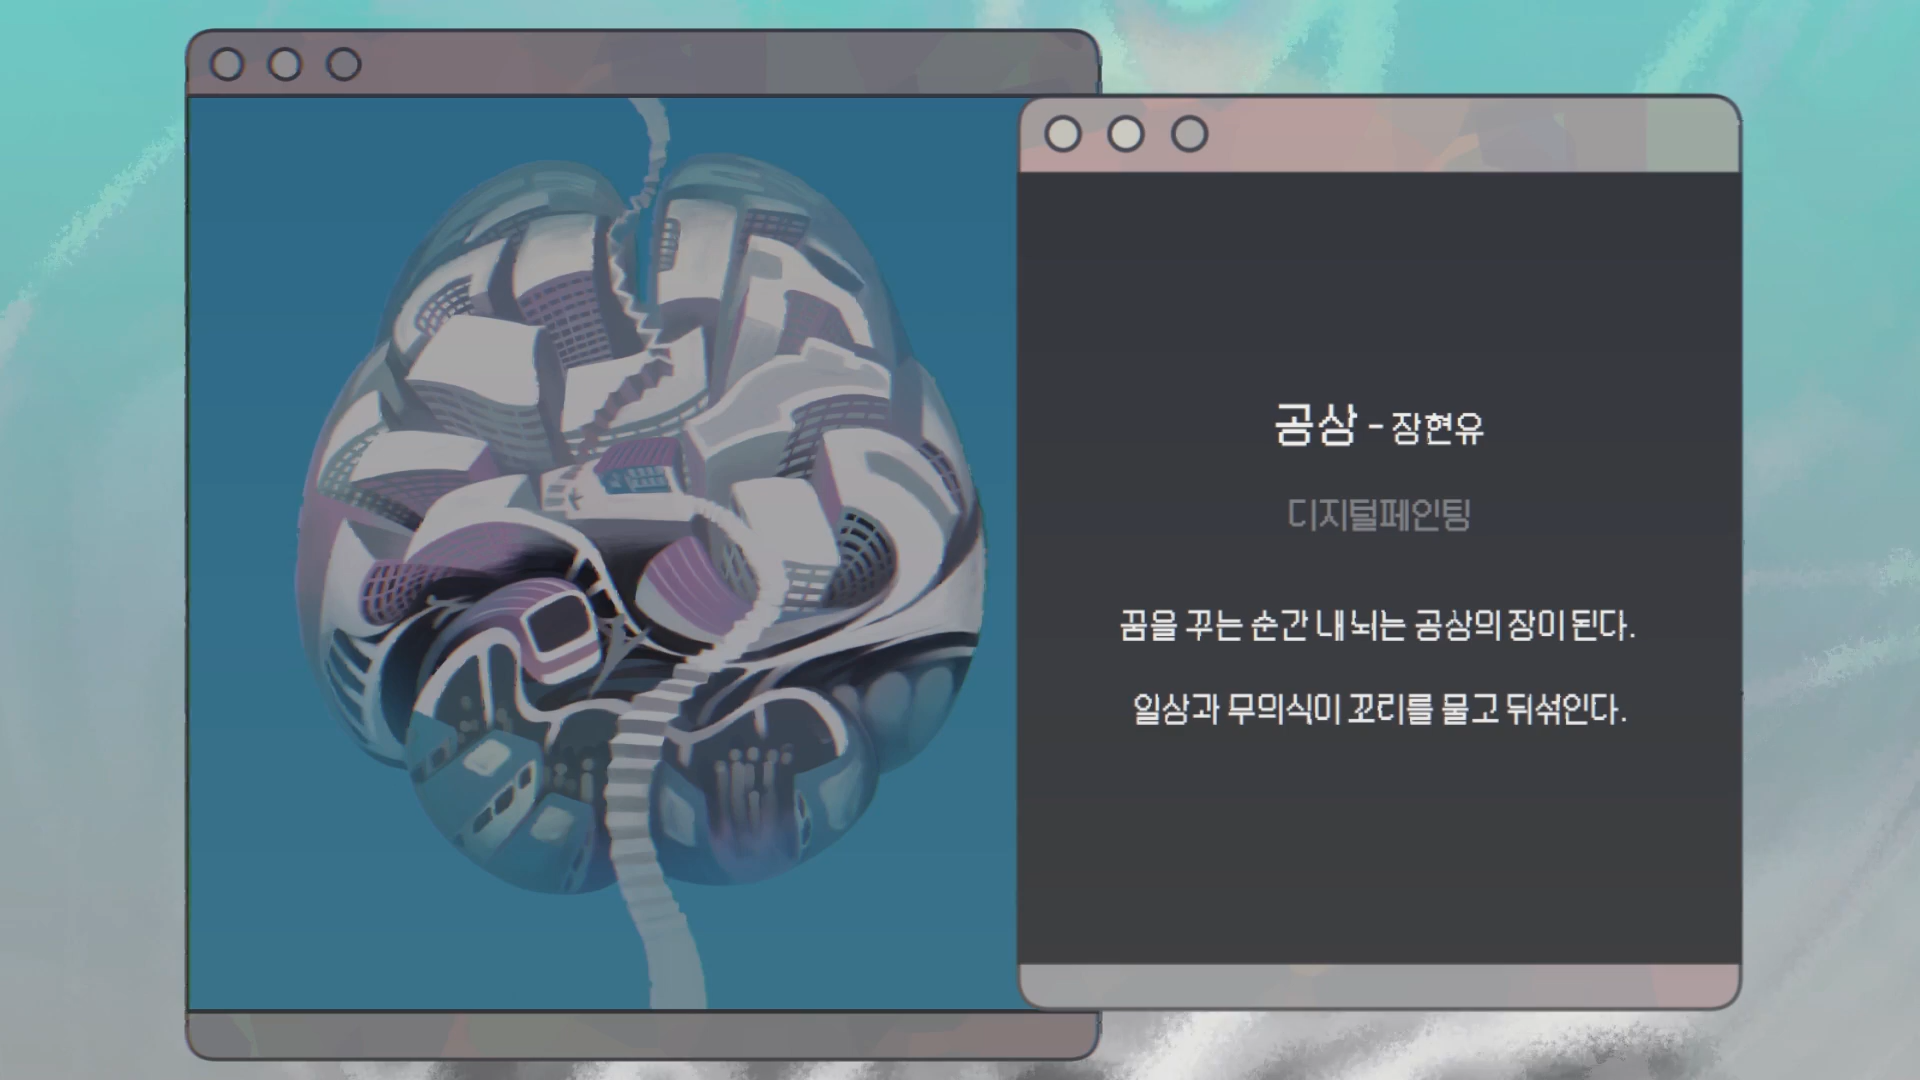 공상 - 장현유
디지털페인팅
꿈을 꾸는 순간 내 뇌는 공상의 장이 된다.
일상과 무의식이 꼬리를 물고 뒤섞인다.